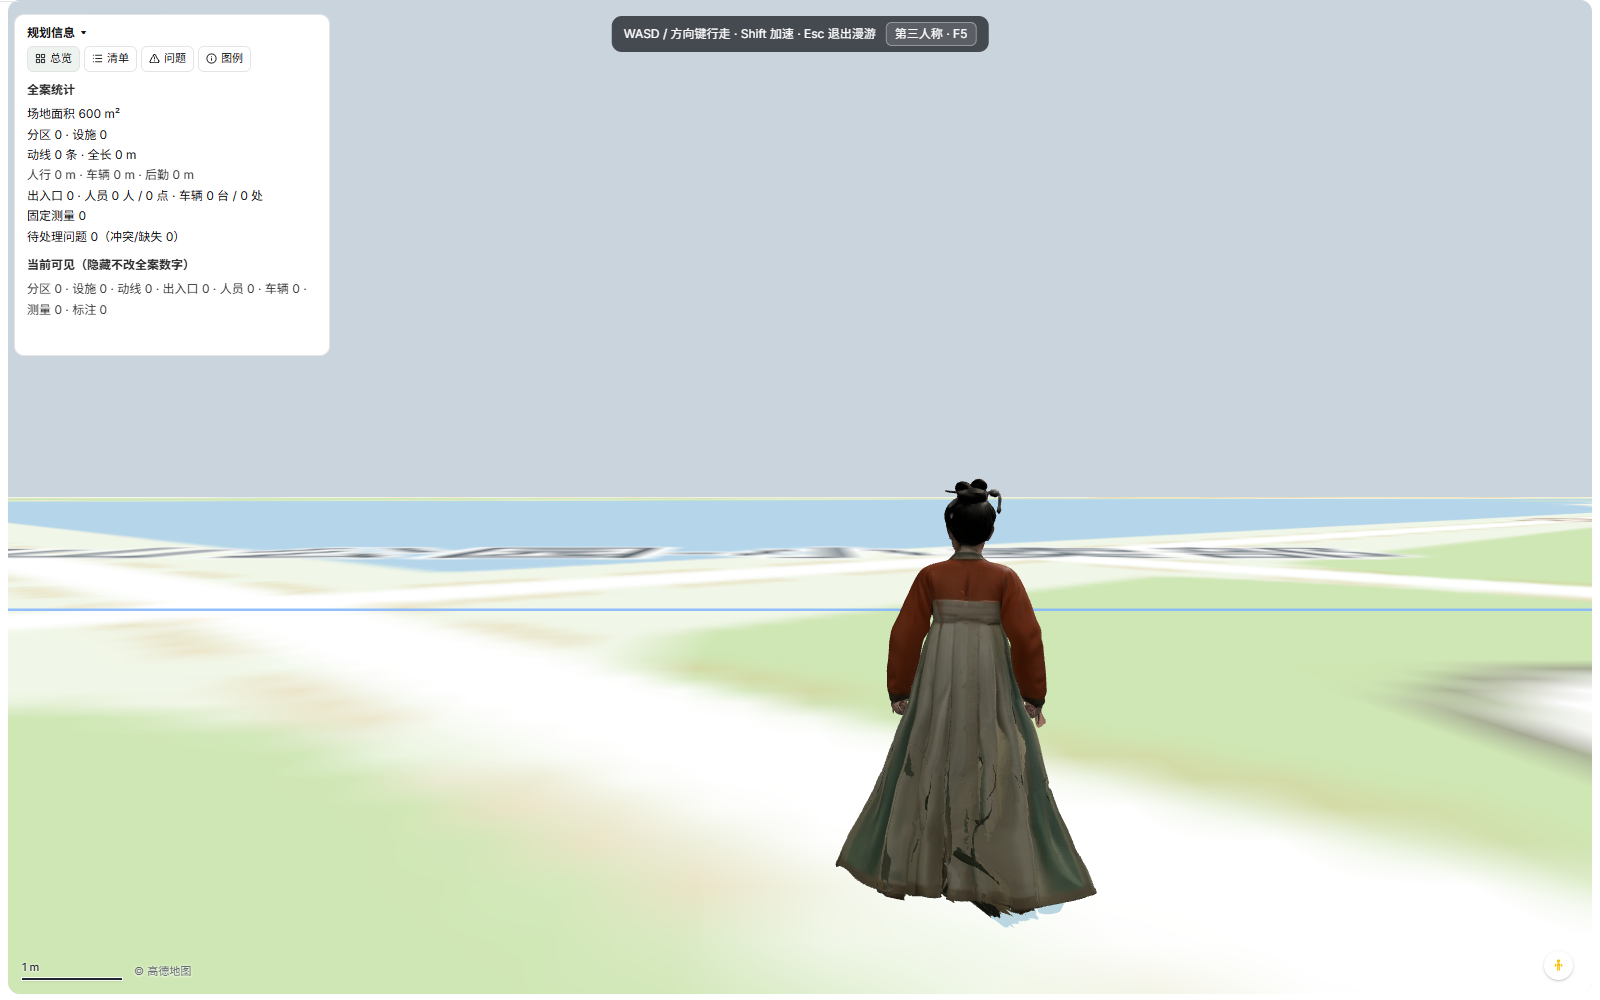 规划信息
WASD / 方向键行走 · Shift 加速 · Esc 退出漫游 第三人称 · F5
总览 清单 问题 图例
全案统计
场地面积 600 m²
分区 0 · 设施 0
动线 0 条 · 全长 0 m
人行 0 m · 车辆 0 m · 后勤 0 m
出入口 0 · 人员 0 人 / 0 点 · 车辆 0 台 / 0 处
固定测量 0
待处理问题 0（冲突/缺失 0）
当前可见（隐藏不改全案数字）
分区 0 · 设施 0 · 动线 0 · 出入口 0 · 人员 0 · 车辆 0 ·
测量 0 · 标注 0
1 m
© 高德地图